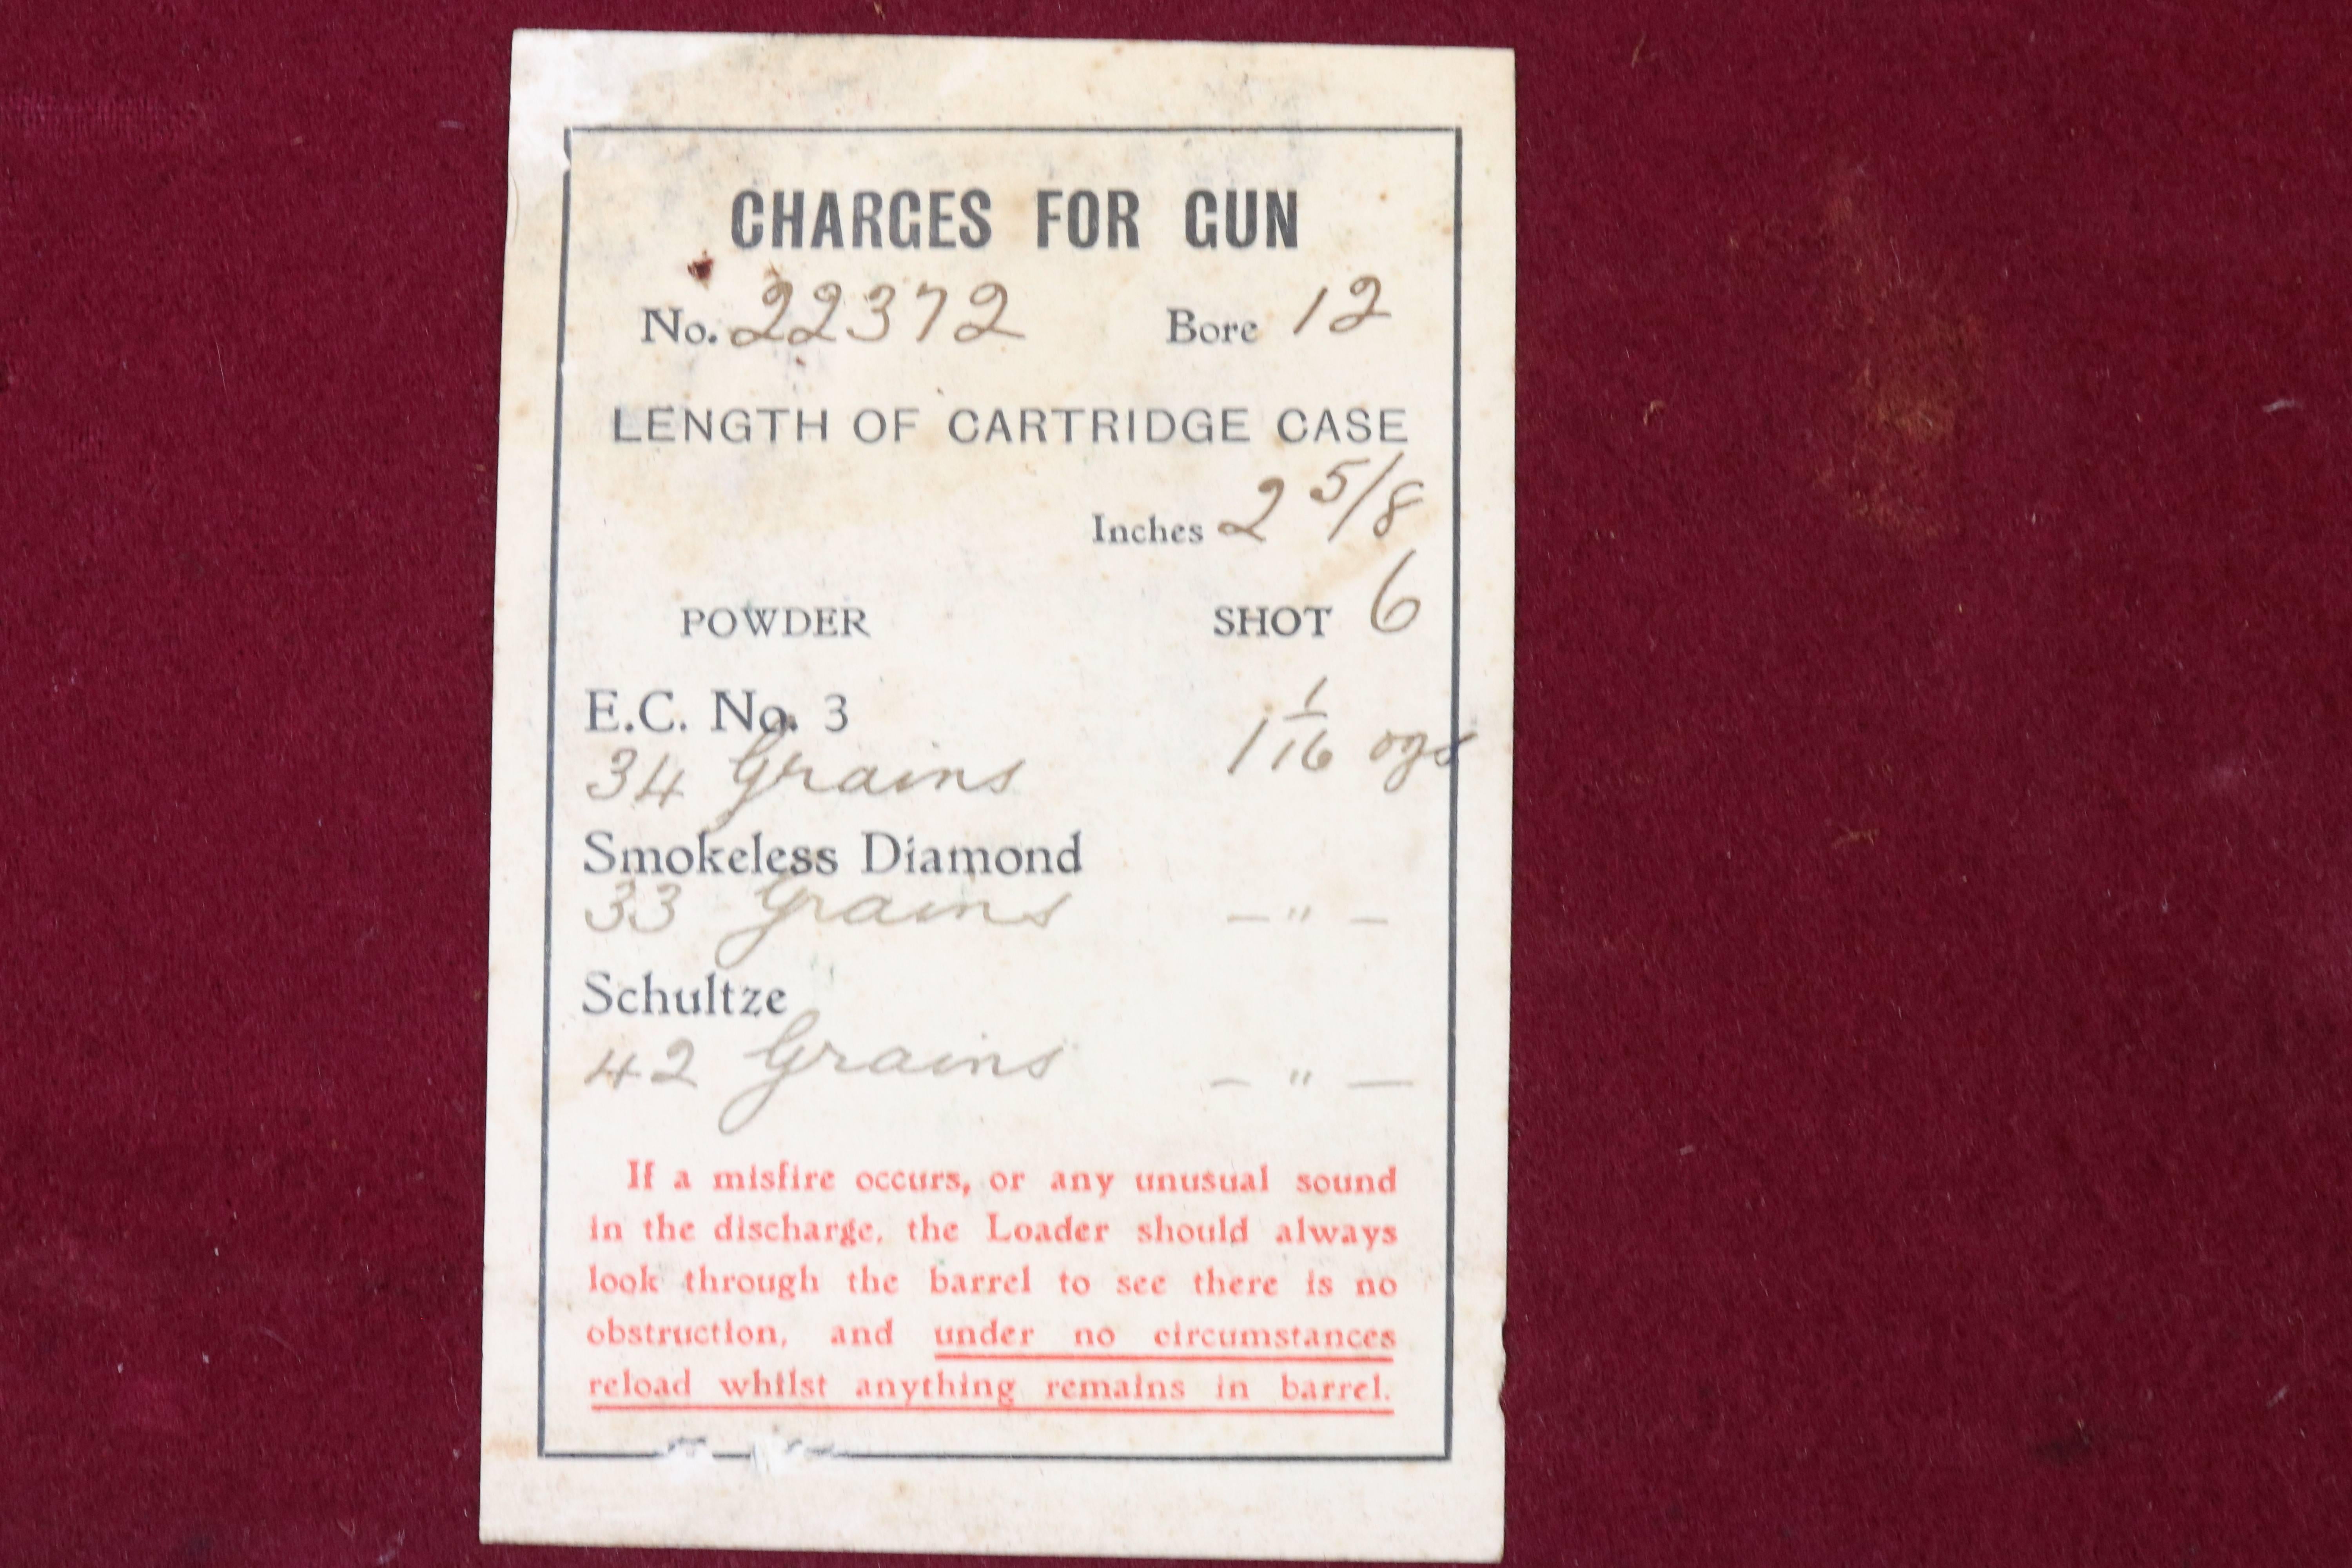 CHARGES FOR GUN
No. 22372 Bore 12
LENGTH OF CARTRIDGE CASE
Inches 2 5/8
POWDER SHOT 6
E.C. No. 3
34 Grains 1 1/16 ozs
Smokeless Diamond
33 Grains — " —
Schultze
42 Grains — " —
If a misfire occurs, or any unusual sound
in the discharge, the Loader should always
look through the barrel to see there is no
obstruction, and under no circumstances
reload whilst anything remains in barrel.